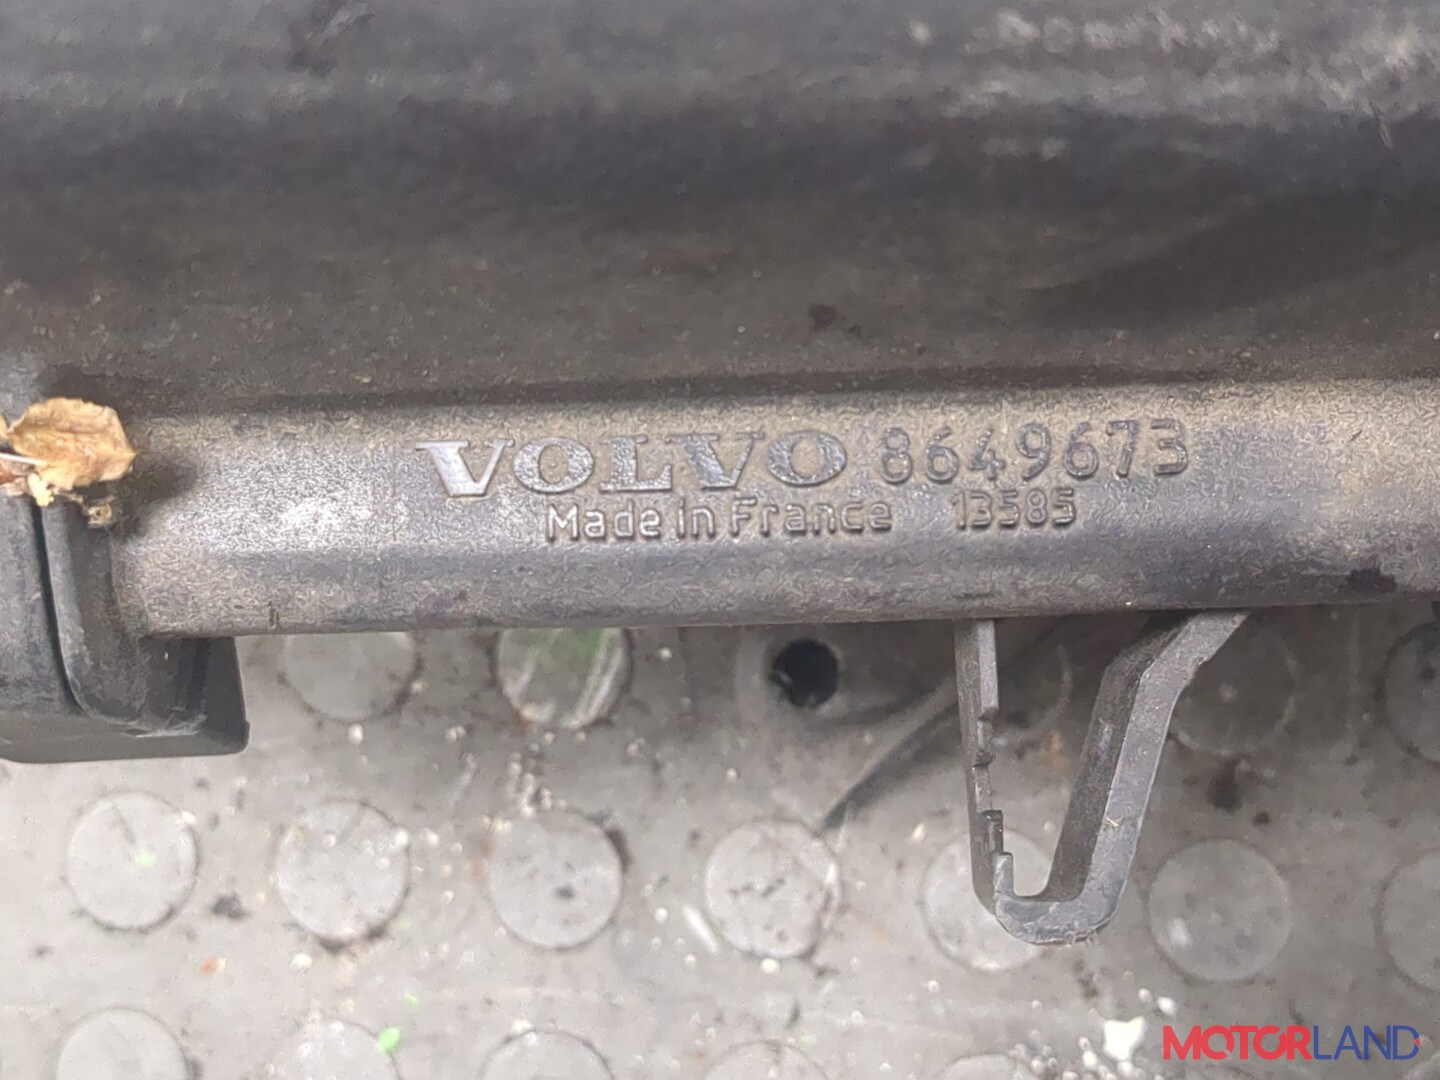 VOLVO 8649673
Made in France 13585
MOTORLAND